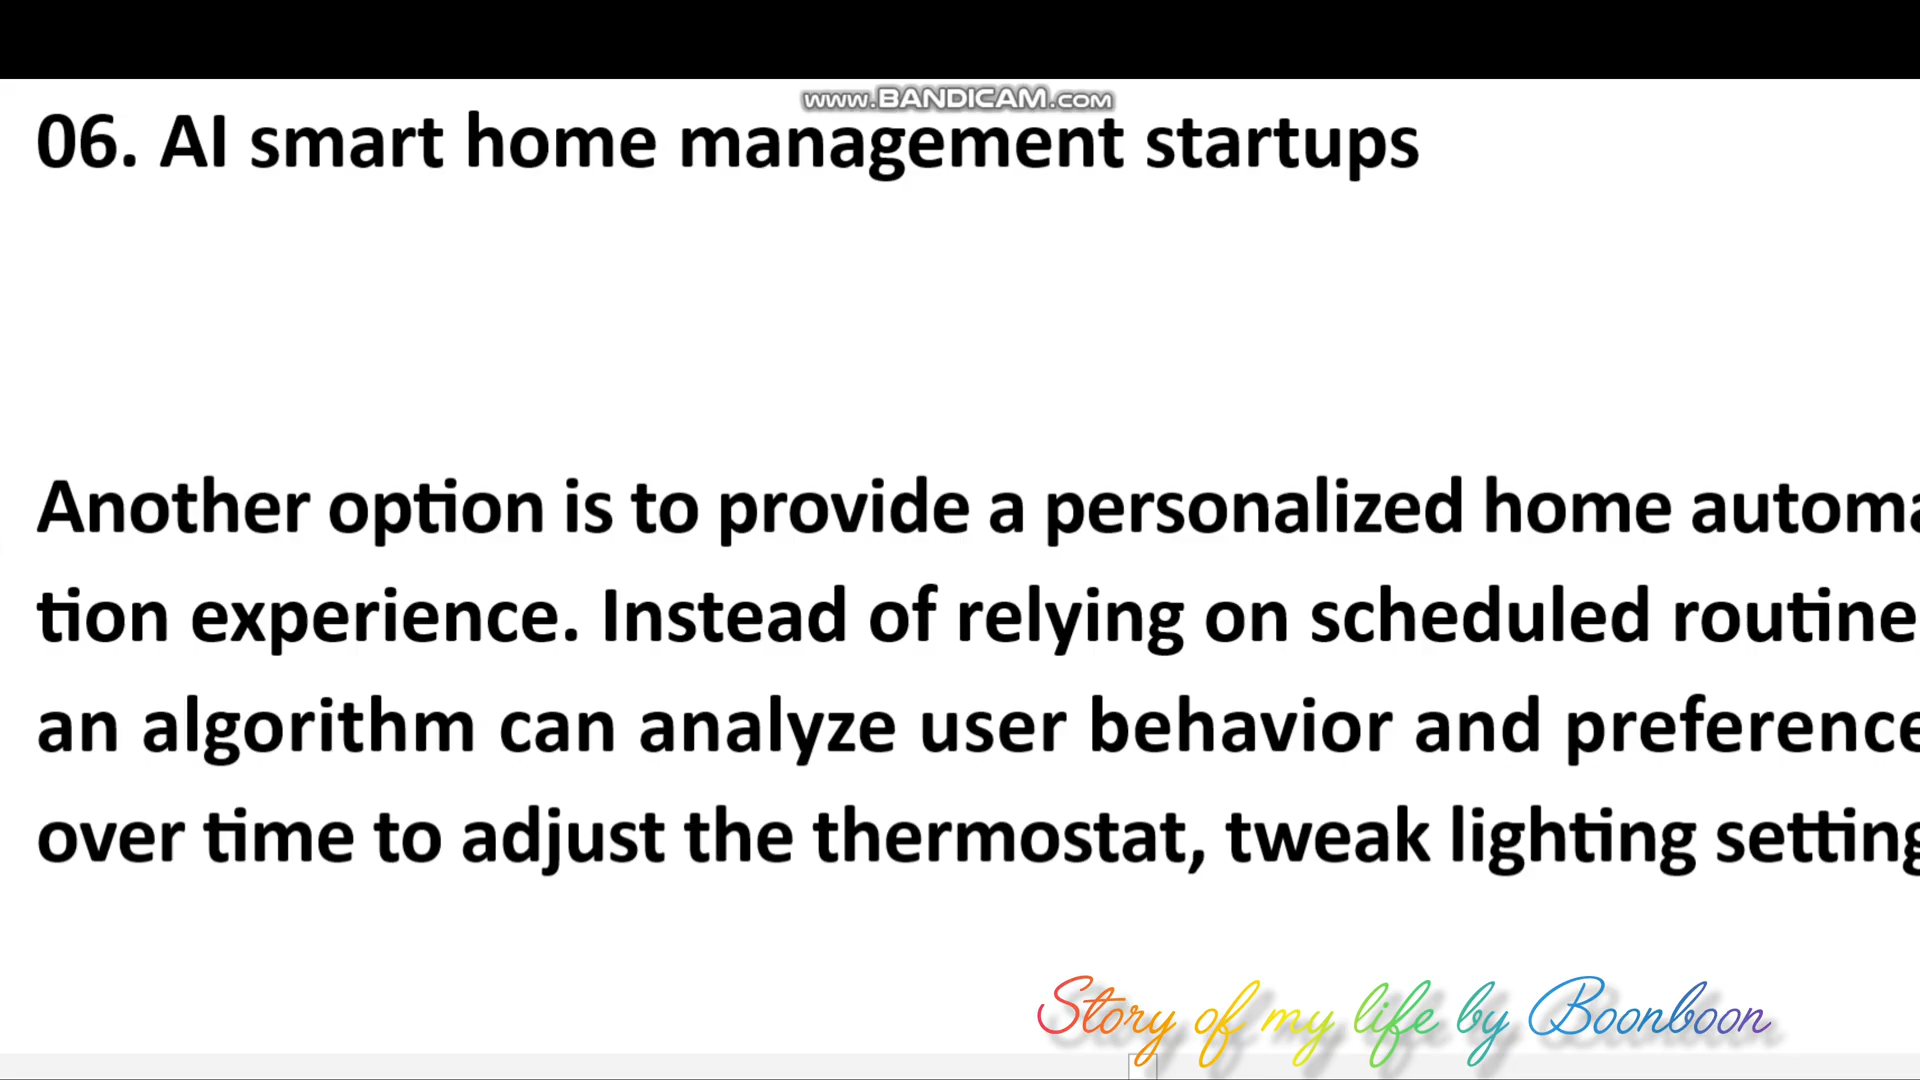 www.BANDICAM.com
06. AI smart home management startups
Another option is to provide a personalized home automa
tion experience. Instead of relying on scheduled routine
an algorithm can analyze user behavior and preference
over time to adjust the thermostat, tweak lighting setting
Story of my life by Boonboon